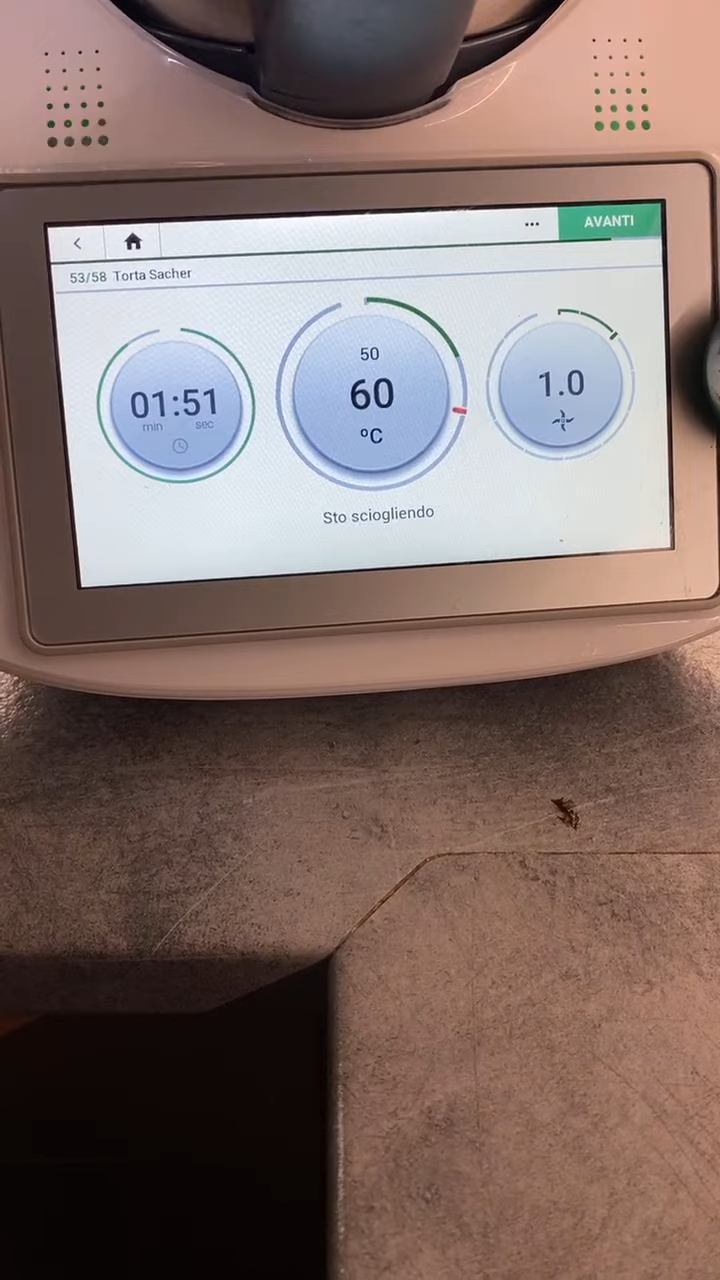 AVANTI
53/58 Torta Sacher
01:51
min sec
50
60
°C
1.0
Sto sciogliendo